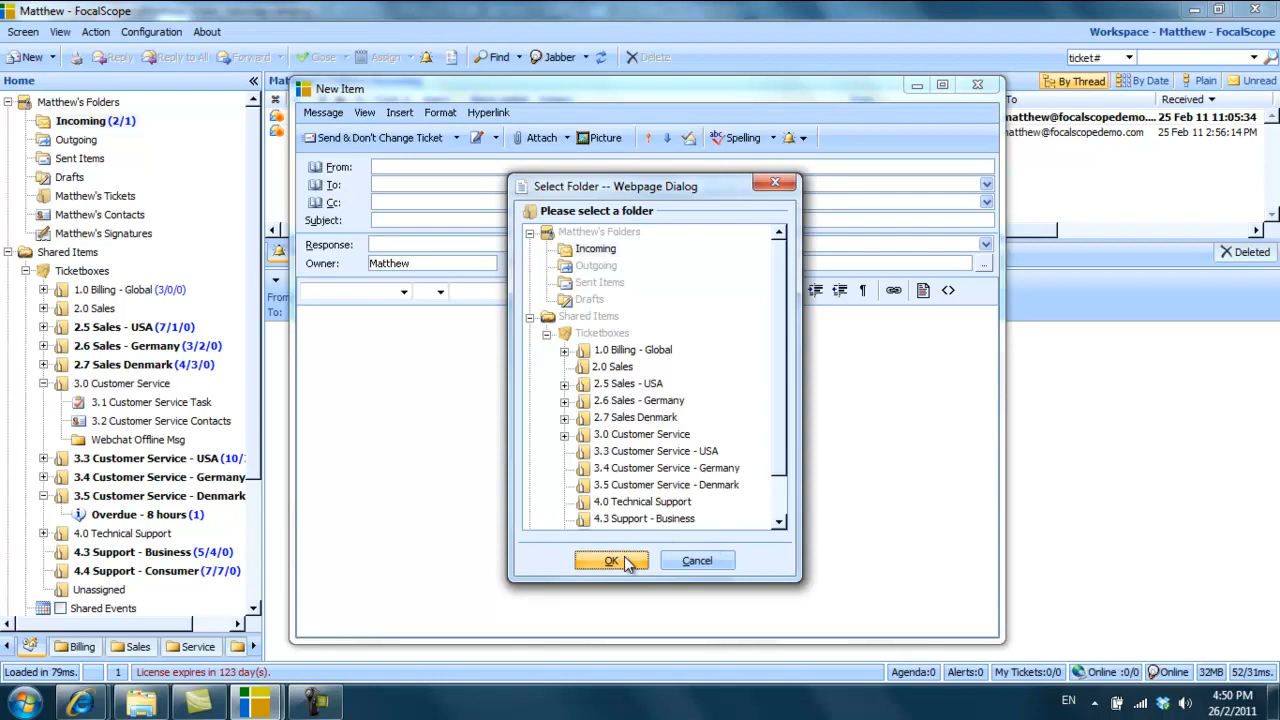 Matthew - FocalScope
Screen View Action Configuration About
Workspace - Matthew - FocalScope
New Reply Reply to All Forward Close Assign Find Jabber Delete
ticket#
Home
Matthew's Folders
Incoming (2/1)
Outgoing
Sent Items
Drafts
Matthew's Tickets
Matthew's Contacts
Matthew's Signatures
Shared Items
Ticketboxes
1.0 Billing - Global (3/0/0)
2.0 Sales
2.5 Sales - USA (7/1/0)
2.6 Sales - Germany (3/2/0)
2.7 Sales Denmark (4/3/0)
3.0 Customer Service
3.1 Customer Service Task
3.2 Customer Service Contacts
Webchat Offline Msg
3.3 Customer Service - USA (10/
3.4 Customer Service - Germany
3.5 Customer Service - Denmark
Overdue - 8 hours (1)
4.0 Technical Support
4.3 Support - Business (5/4/0)
4.4 Support - Consumer (7/7/0)
Unassigned
Shared Events
Billing Sales Service
By Thread By Date Plain Unread
To Received
matthew@focalscopedemo.... 25 Feb 11 11:05:34
matthew@focalscopedemo.com 25 Feb 11 2:56:14 PM
Deleted
From
To:
New Item
Message View Insert Format Hyperlink
Send & Don't Change Ticket Attach Picture Spelling
From:
To:
Cc:
Subject:
Response:
Owner: Matthew
...
Select Folder -- Webpage Dialog
Please select a folder
Matthew's Folders
Incoming
Outgoing
Sent Items
Drafts
Shared Items
Ticketboxes
1.0 Billing - Global
2.0 Sales
2.5 Sales - USA
2.6 Sales - Germany
2.7 Sales Denmark
3.0 Customer Service
3.3 Customer Service - USA
3.4 Customer Service - Germany
3.5 Customer Service - Denmark
4.0 Technical Support
4.3 Support - Business
OK Cancel
Loaded in 79ms. 1 License expires in 123 day(s). Agenda:0 Alerts:0 My Tickets:0/0 Online :0/0 Online 32MB 52/31ms.
EN 4:50 PM
26/2/2011